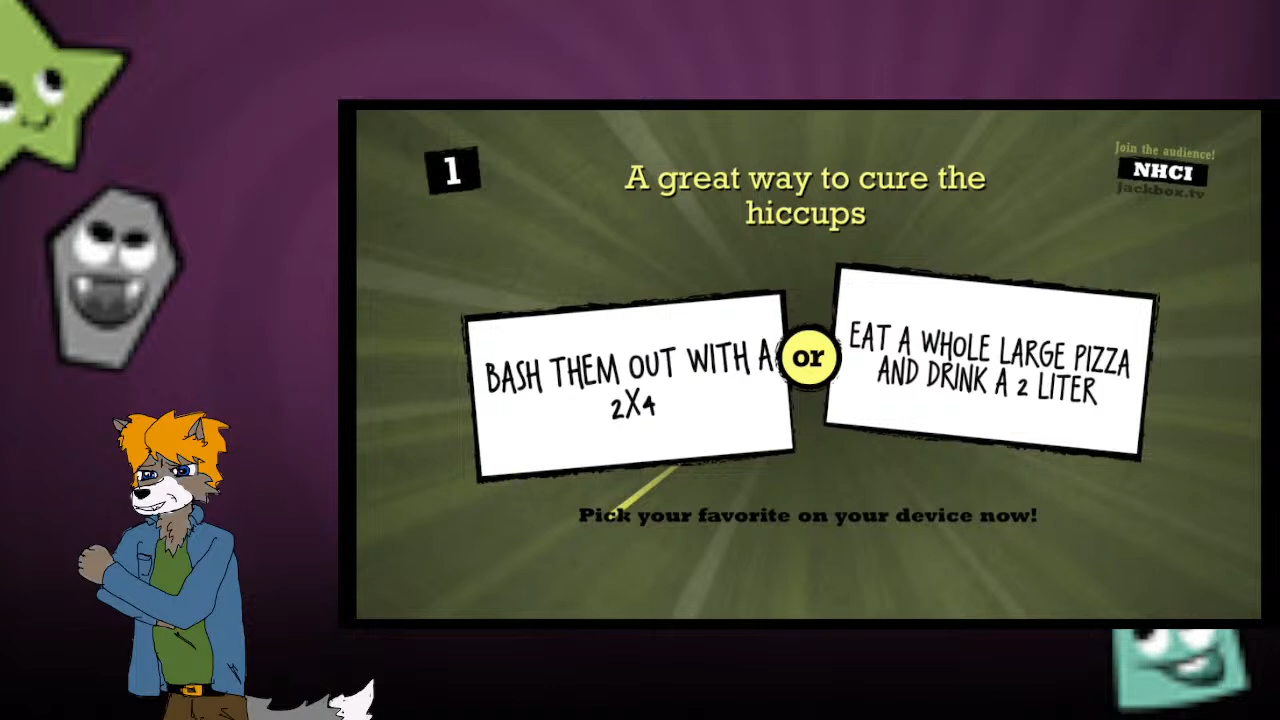 1
A great way to cure the
hiccups
Join the audience!
NHCI
jackbox.tv
BASH THEM OUT WITH A
2X4
or
EAT A WHOLE LARGE PIZZA
AND DRINK A 2 LITER
Pick your favorite on your device now!